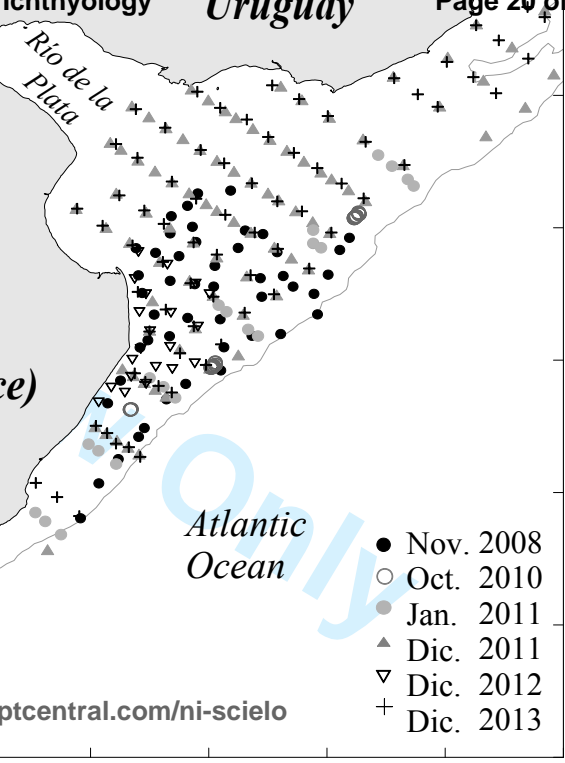 ichthyology
Page 20 of
Uruguay
Río de la
Plata
ce)
w Only
Atlantic
Ocean
Nov. 2008
Oct. 2010
Jan. 2011
Dic. 2011
Dic. 2012
Dic. 2013
ptcentral.com/ni-scielo